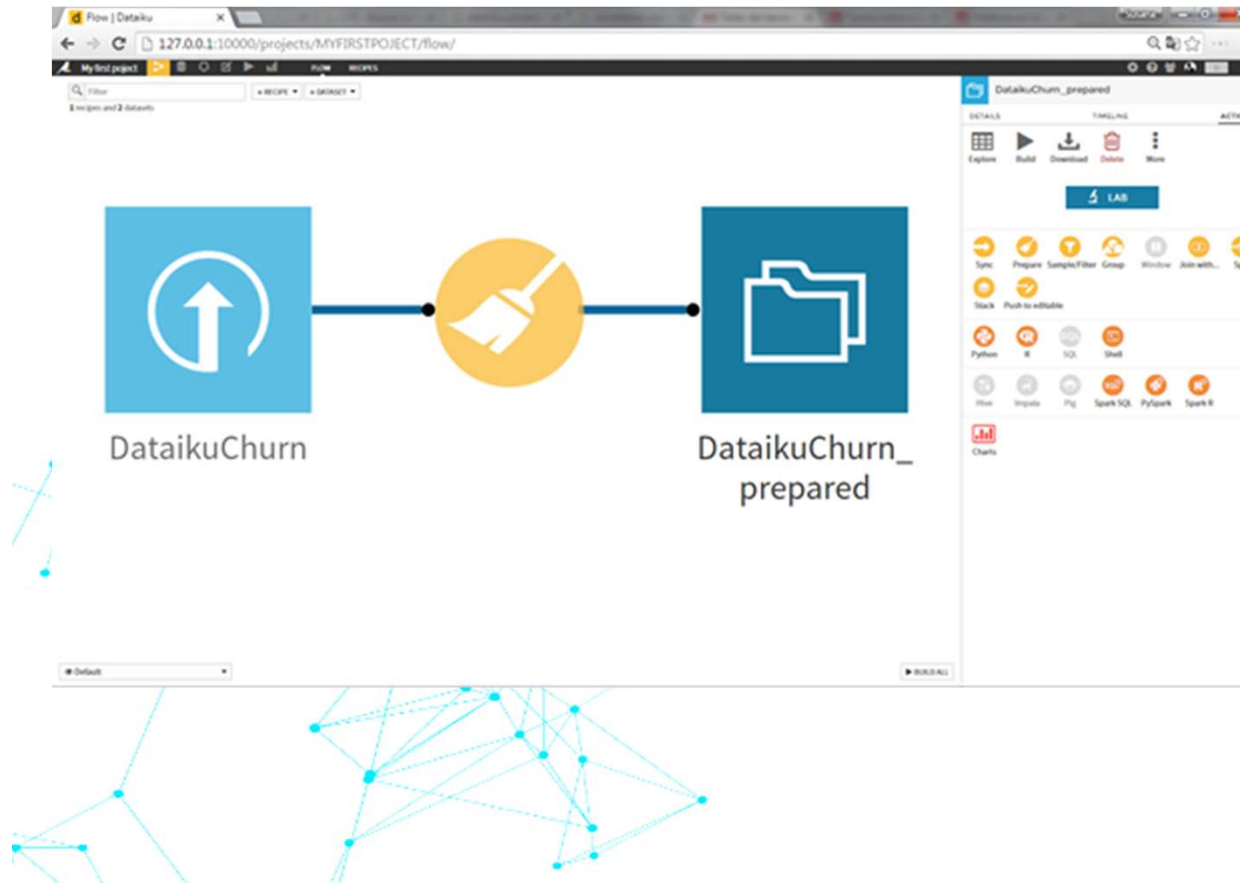 Flow | Dataiku
127.0.0.1:10000/projects/MYFIRSTPOJECT/flow/
My first poject FLOW RECIPES
Filter + RECIPE + DATASET
1 recipes and 2 datasets
DataikuChurn_prepared
DETAILS TIMELINE
Explore Build Download Delete More
LAB
Sync Prepare Sample/Filter Group Window Join with...
Stack Push to editable
Python R SQL Shell
Hive Impala Pig Spark SQL PySpark Spark R
Charts
DataikuChurn
DataikuChurn_
prepared
Default
BUILD ALL